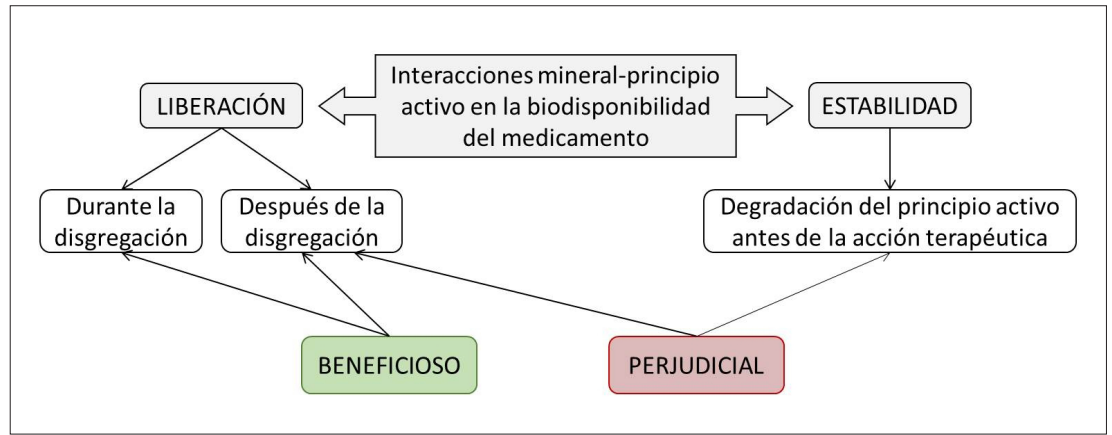 Interacciones mineral-principio
activo en la biodisponibilidad
del medicamento
LIBERACIÓN
ESTABILIDAD
Durante la
disgregación
Después de la
disgregación
Degradación del principio activo
antes de la acción terapéutica
BENEFICIOSO
PERJUDICIAL